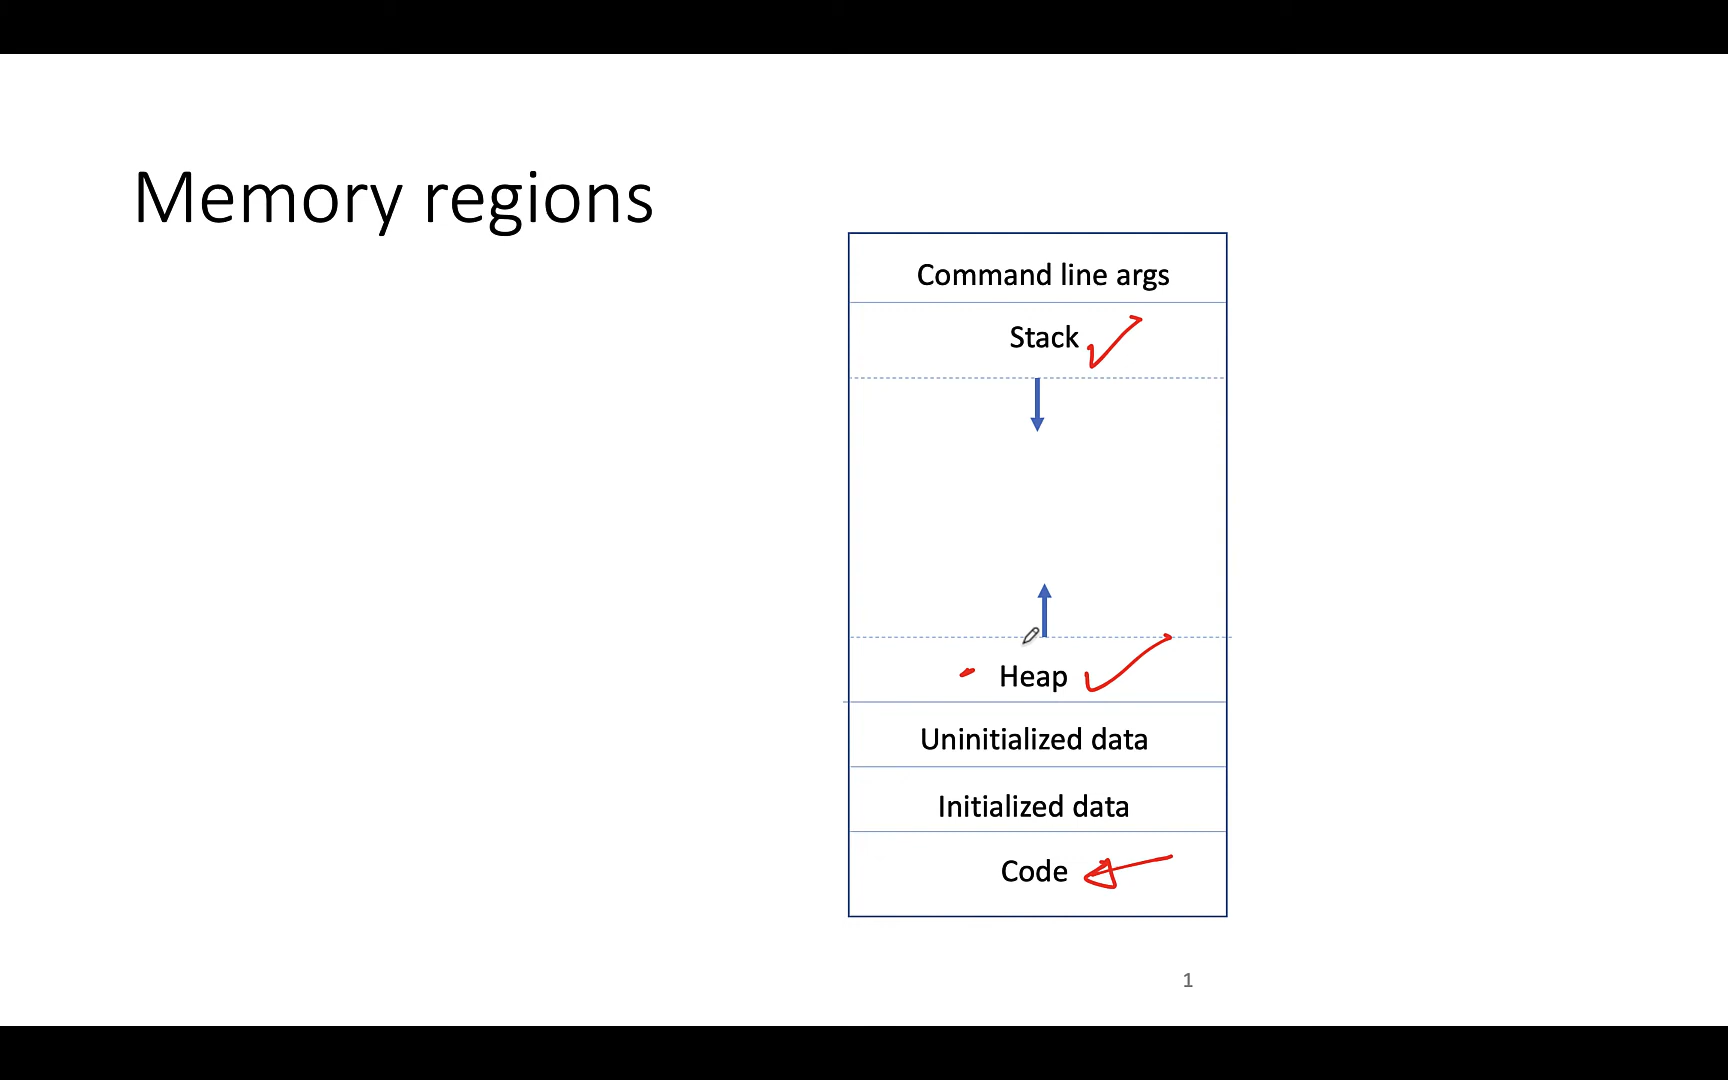 Memory regions
Command line args
Stack
Heap
Uninitialized data
Initialized data
Code
1